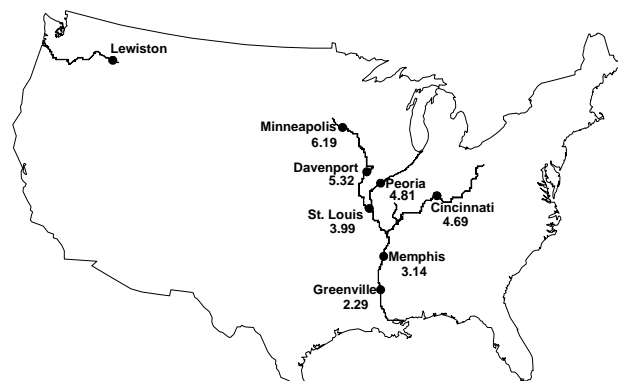 Lewiston
Minneapolis
6.19
Davenport
5.32
Peoria
4.81
Cincinnati
4.69
St. Louis
3.99
Memphis
3.14
Greenville
2.29